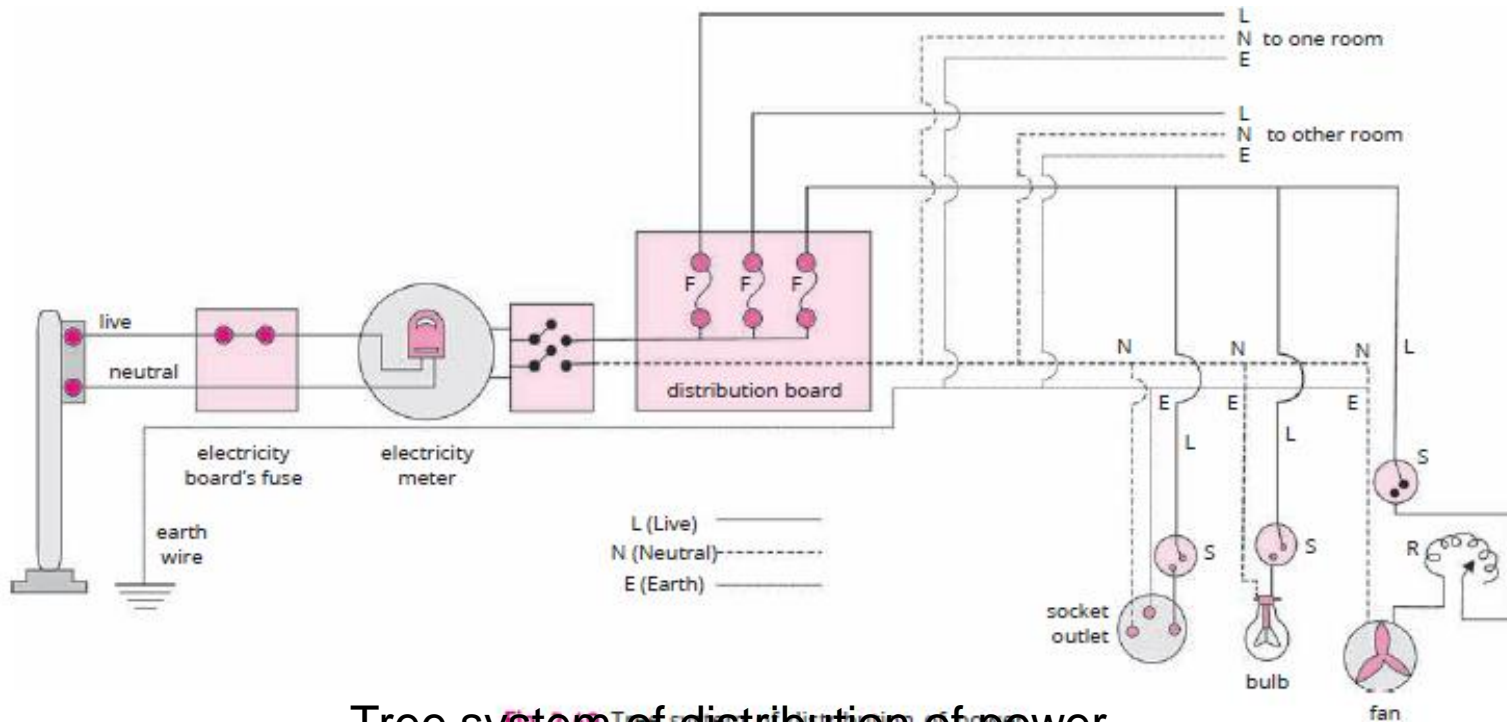 L
N to one room
E
L
N to other room
E
live
neutral
F F F
distribution board
electricity
board's fuse
electricity
meter
earth
wire
L (Live)
N (Neutral)
E (Earth)
N N N L
E E E
L L
S
S S
R
socket
outlet
bulb
fan
Tree system of distribution of power